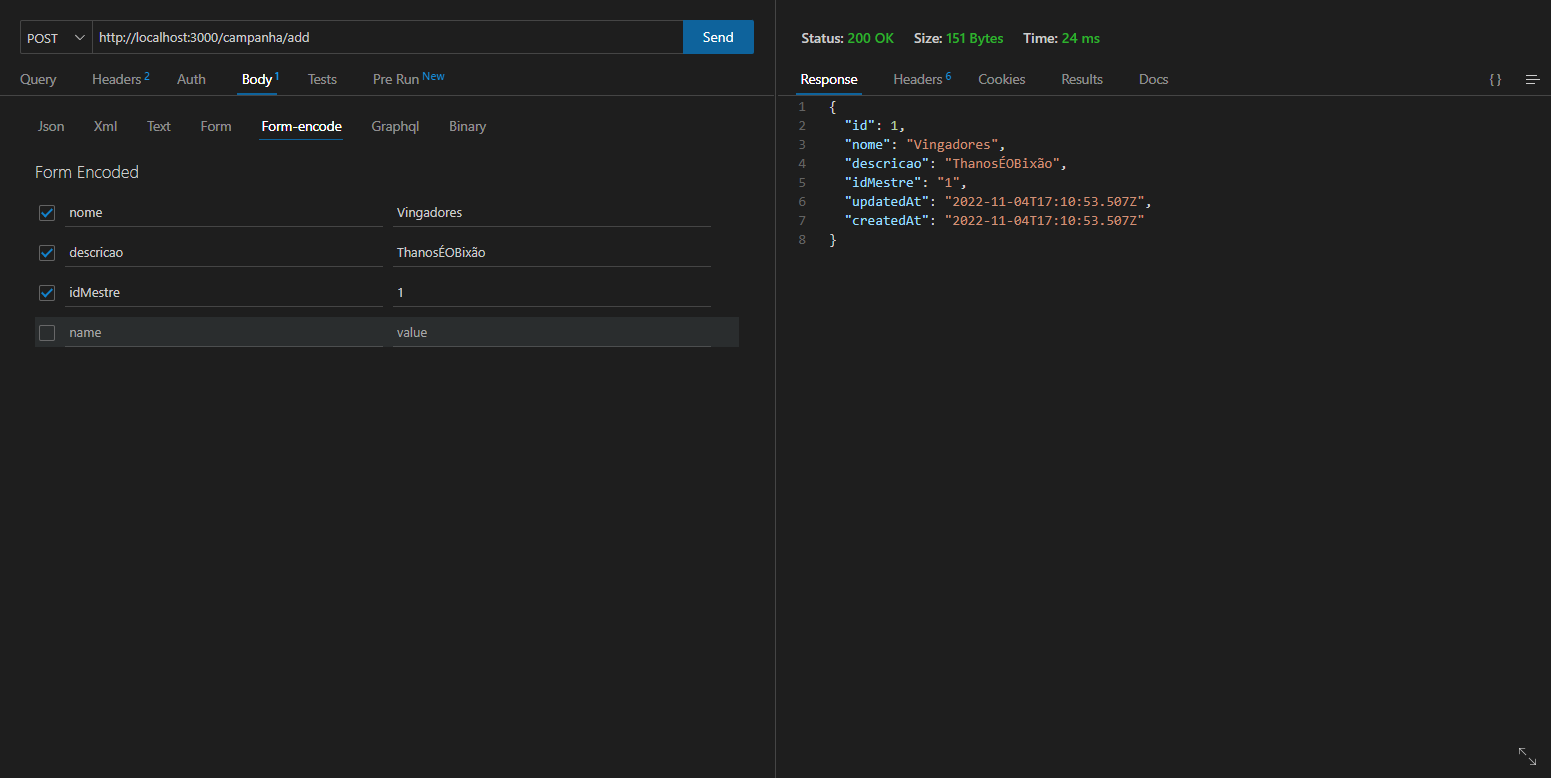 POST http://localhost:3000/campanha/add Send
Query Headers 2 Auth Body 1 Tests Pre Run New
Json Xml Text Form Form-encode Graphql Binary
Form Encoded
nome Vingadores
descricao ThanosÉOBixão
idMestre 1
name value
Status: 200 OK Size: 151 Bytes Time: 24 ms
Response Headers 6 Cookies Results Docs {}
1 {
2 "id": 1,
3 "nome": "Vingadores",
4 "descricao": "ThanosÉOBixão",
5 "idMestre": "1",
6 "updatedAt": "2022-11-04T17:10:53.507Z",
7 "createdAt": "2022-11-04T17:10:53.507Z"
8 }